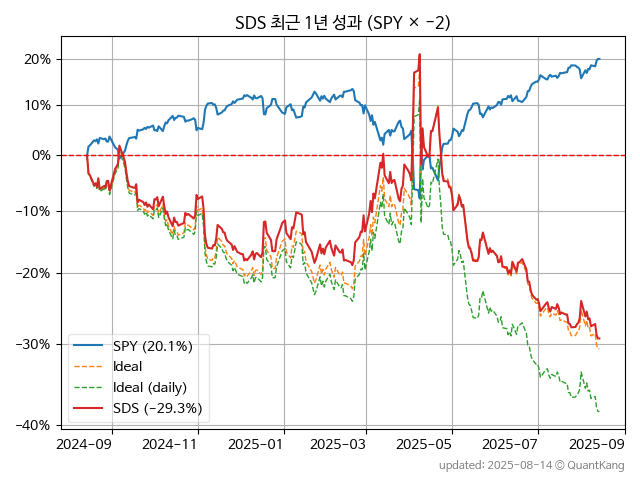 SDS 최근 1년 성과 (SPY × −2)
20%
10%
0%
−10%
−20%
−30%
−40%
SPY (20.1%)
Ideal
Ideal (daily)
SDS (−29.3%)
2024-09
2024-11
2025-01
2025-03
2025-05
2025-07
2025-09
updated: 2025-08-14 © QuantKang